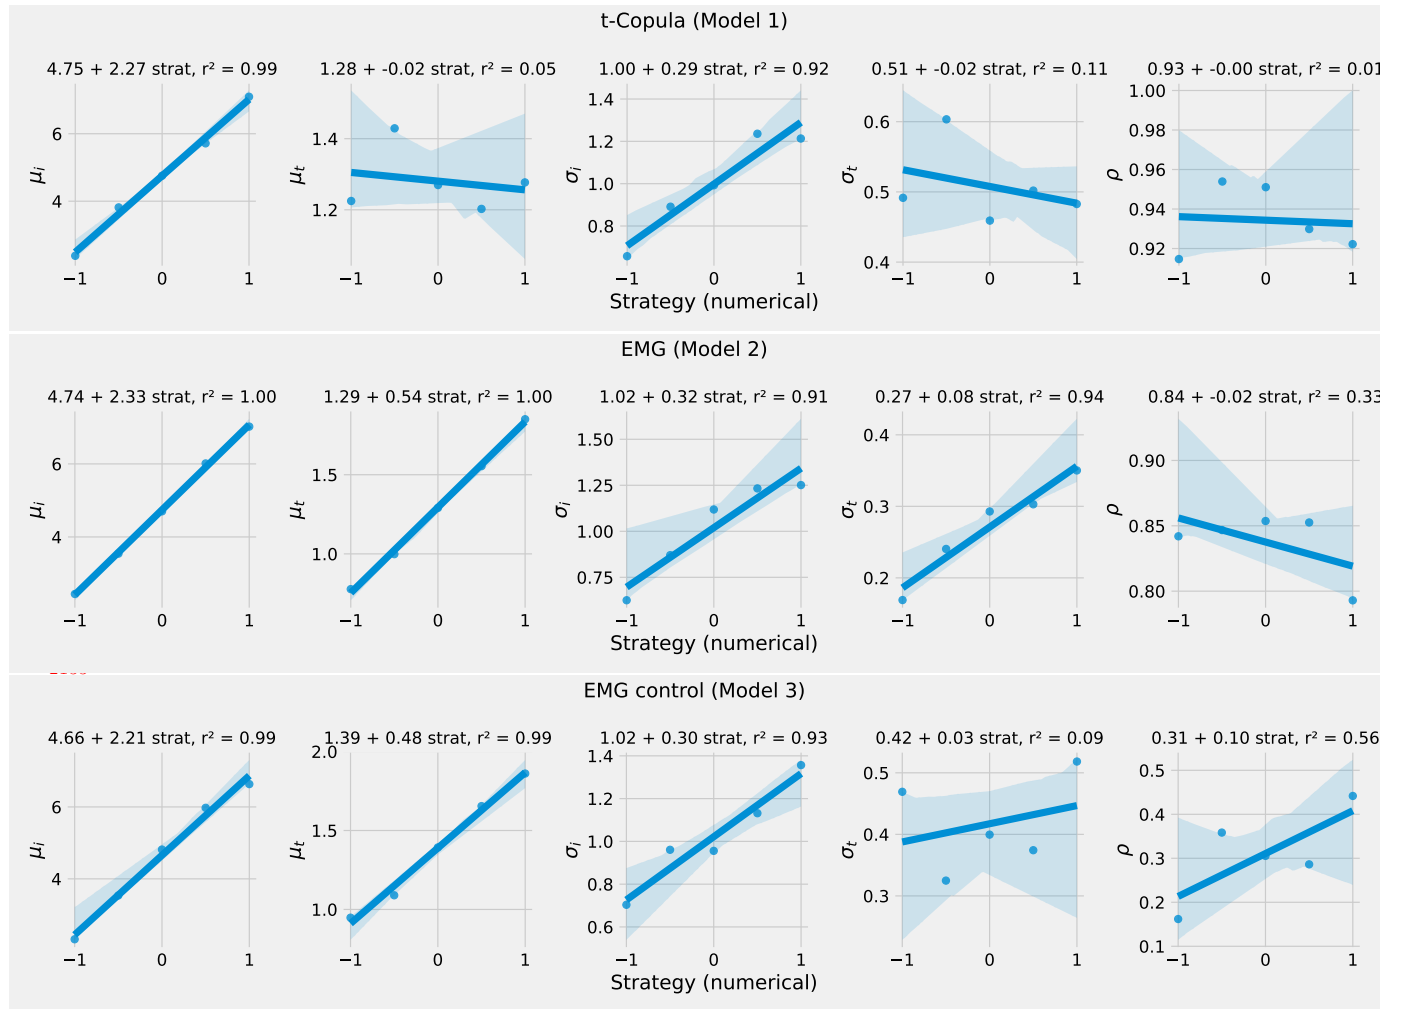 t-Copula (Model 1)
4.75 + 2.27 strat, r² = 0.99
1.28 + -0.02 strat, r² = 0.05
1.00 + 0.29 strat, r² = 0.92
0.51 + -0.02 strat, r² = 0.11
0.93 + -0.00 strat, r² = 0.01
μi
6
4
−1 0 1
μt
1.4
1.2
−1 0 1
σi
1.4
1.2
1.0
0.8
−1 0 1
σt
0.6
0.5
0.4
−1 0 1
ρ
1.00
0.98
0.96
0.94
0.92
−1 0 1
Strategy (numerical)
EMG (Model 2)
4.74 + 2.33 strat, r² = 1.00
1.29 + 0.54 strat, r² = 1.00
1.02 + 0.32 strat, r² = 0.91
0.27 + 0.08 strat, r² = 0.94
0.84 + -0.02 strat, r² = 0.33
μi
6
4
−1 0 1
μt
1.5
1.0
−1 0 1
σi
1.50
1.25
1.00
0.75
−1 0 1
σt
0.4
0.3
0.2
−1 0 1
ρ
0.90
0.85
0.80
−1 0 1
Strategy (numerical)
EMG control (Model 3)
4.66 + 2.21 strat, r² = 0.99
1.39 + 0.48 strat, r² = 0.99
1.02 + 0.30 strat, r² = 0.93
0.42 + 0.03 strat, r² = 0.09
0.31 + 0.10 strat, r² = 0.56
μi
6
4
−1 0 1
μt
2.0
1.5
1.0
−1 0 1
σi
1.4
1.2
1.0
0.8
0.6
−1 0 1
σt
0.5
0.4
0.3
−1 0 1
ρ
0.5
0.4
0.3
0.2
0.1
−1 0 1
Strategy (numerical)